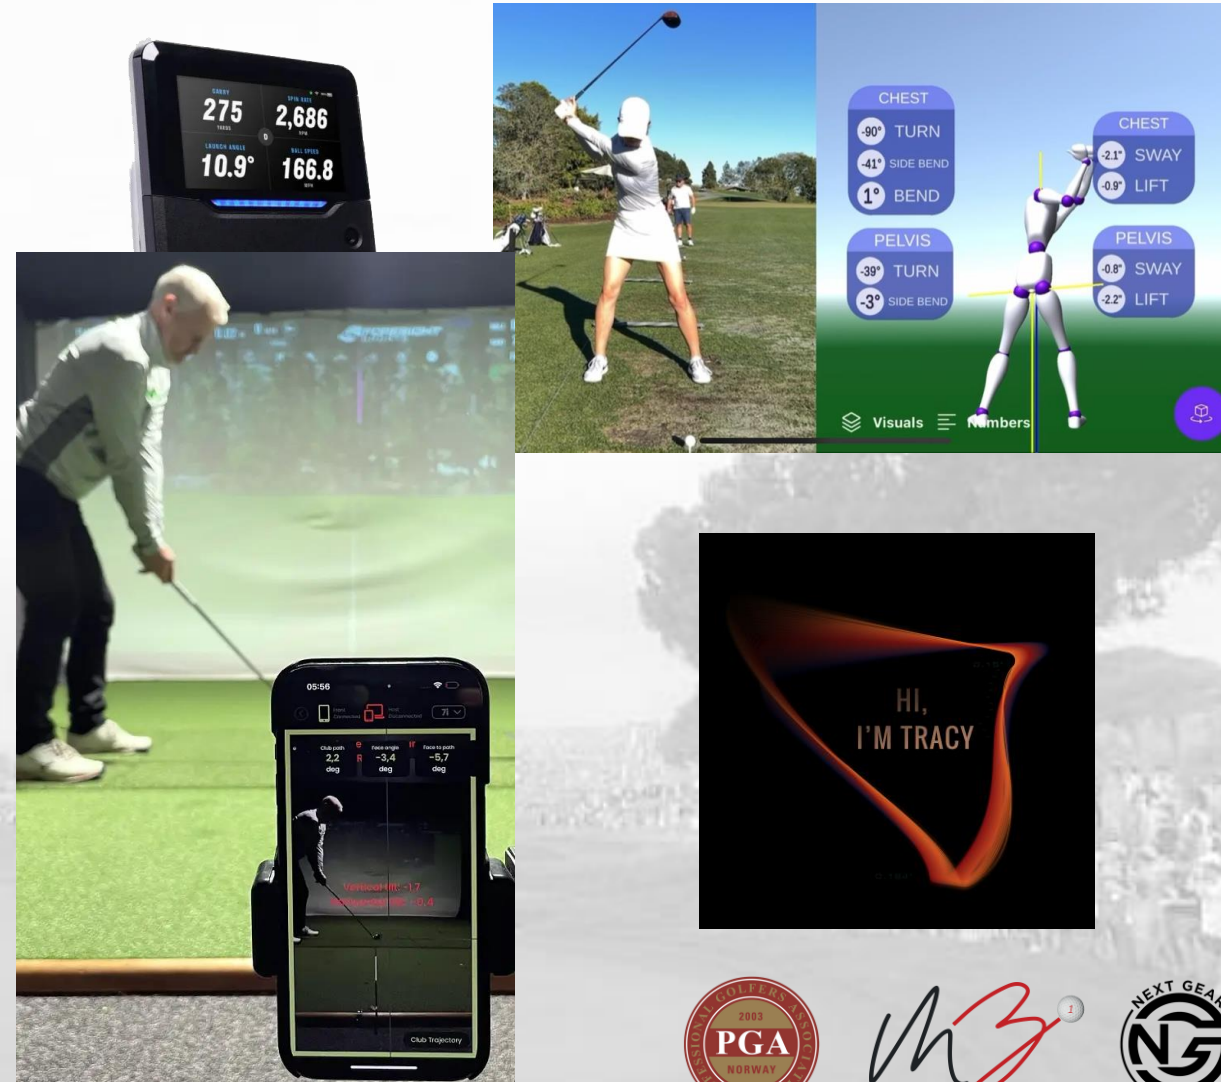 CARRY
275
YARDS
SPIN RATE
2,686
RPM
LAUNCH ANGLE
10.9°
BALL SPEED
166.8
MPH
CHEST
-90° TURN
-41° SIDE BEND
1° BEND
PELVIS
-39° TURN
-3° SIDE BEND
CHEST
-2.1" SWAY
-0.9" LIFT
PELVIS
-0.8" SWAY
-2.2" LIFT
Visuals
Numbers
05:56
7i
Club path
2,2
deg
Face angle
-3,4
deg
Face to path
-5,7
deg
Club Trajectory
HI,
I'M TRACY
2003
PGA
NORWAY
1
NEXT GEAR
NG